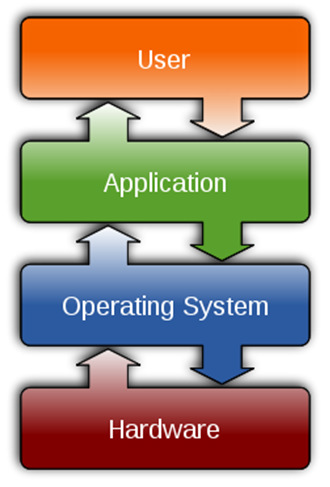 User
Application
Operating System
Hardware